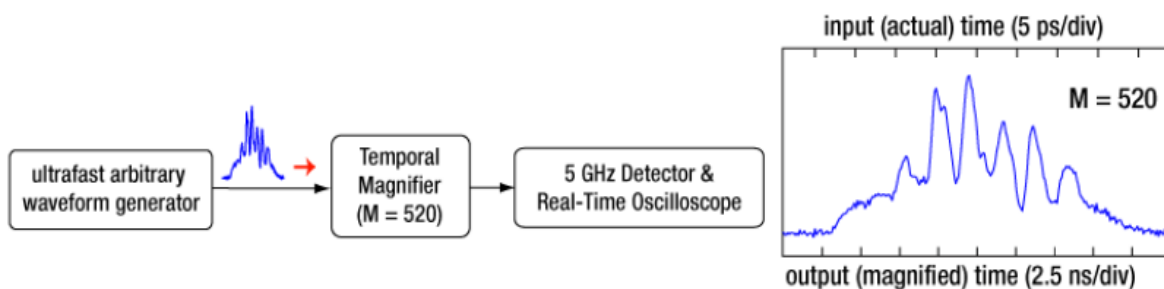 input (actual) time (5 ps/div)
M = 520
ultrafast arbitrary
waveform generator
Temporal
Magnifier
(M = 520)
5 GHz Detector &
Real-Time Oscilloscope
output (magnified) time (2.5 ns/div)